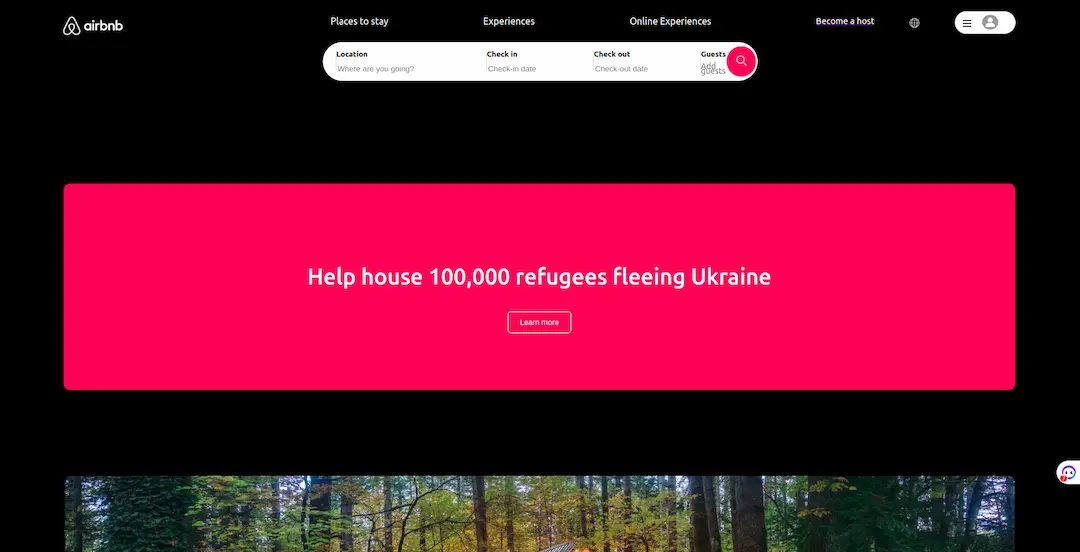 airbnb
Places to stay
Experiences
Online Experiences
Become a host
Location
Where are you going?
Check in
Check-in date
Check out
Check-out date
Guests
Add
guests
Help house 100,000 refugees fleeing Ukraine
Learn more